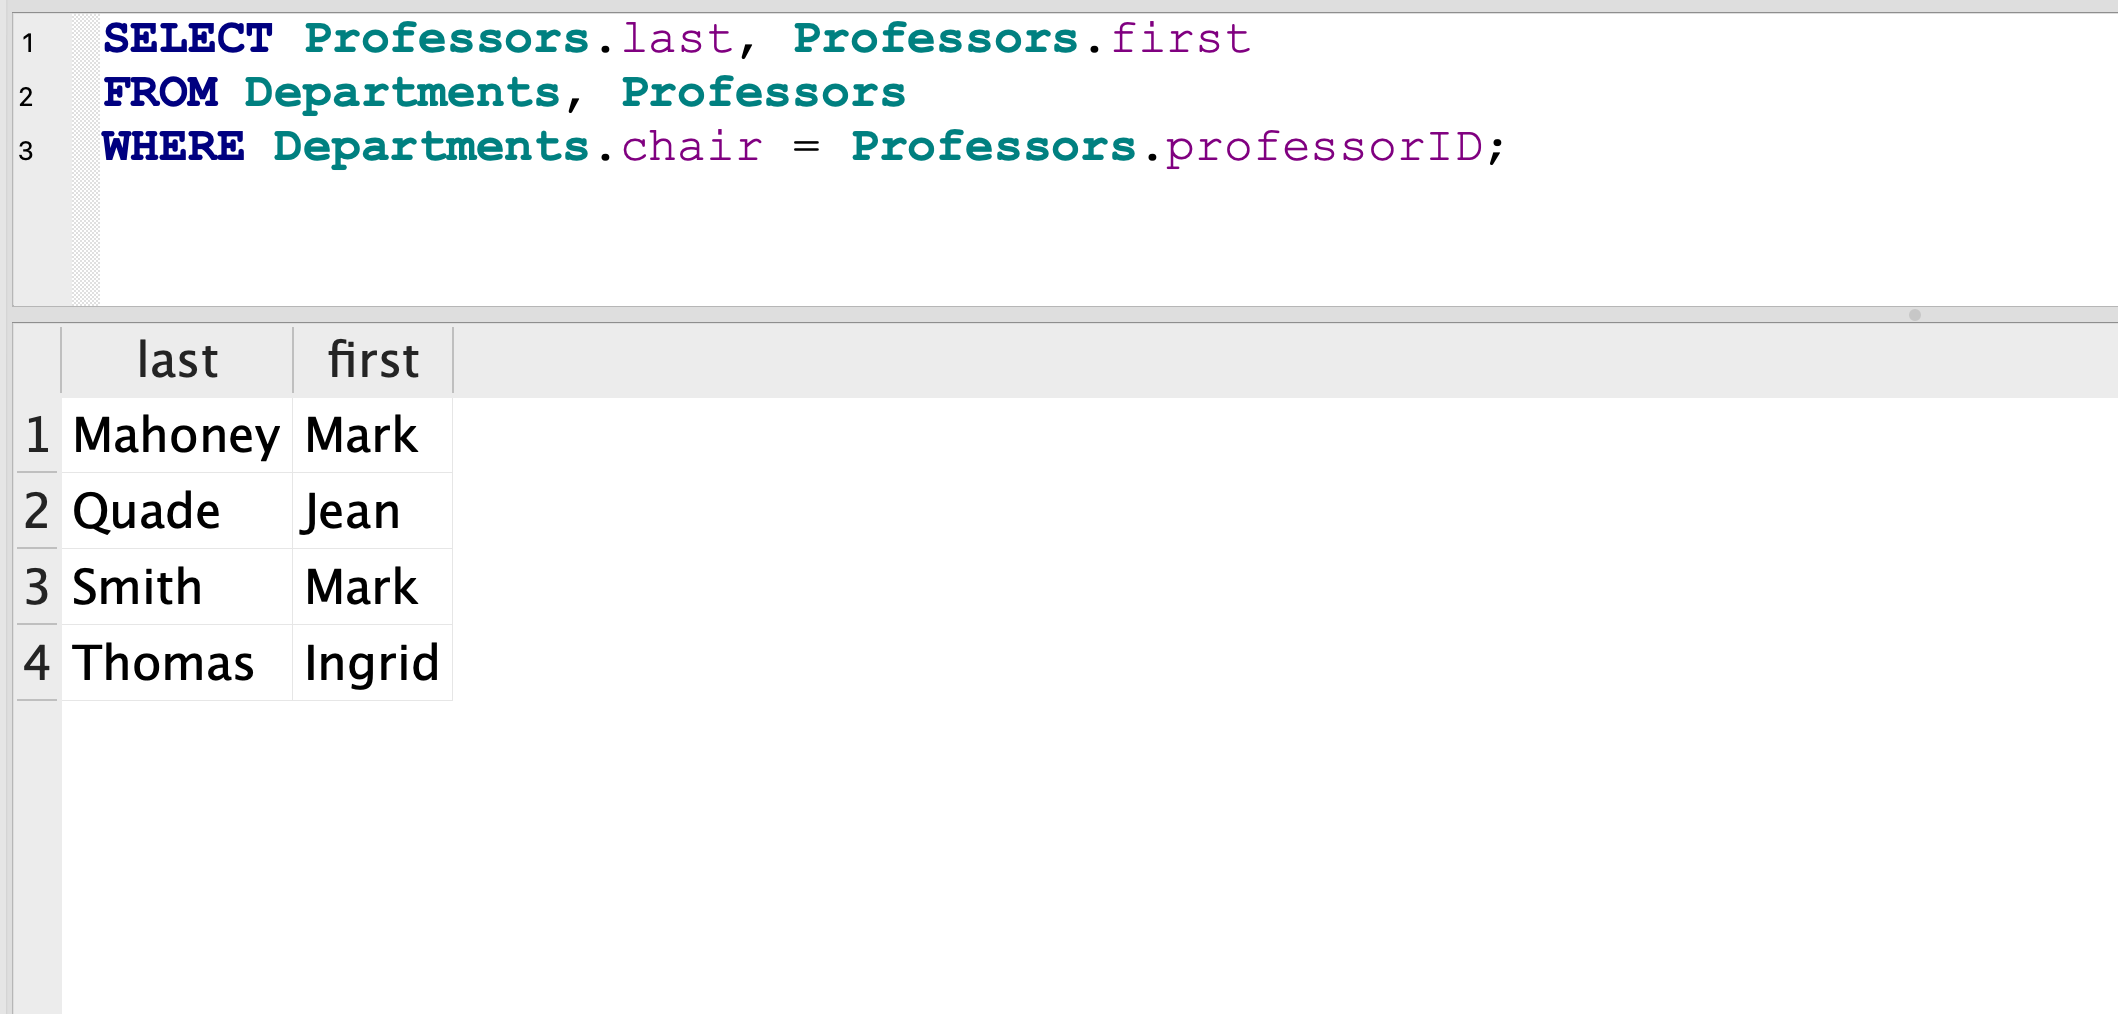 1 SELECT Professors.last, Professors.first
2 FROM Departments, Professors
3 WHERE Departments.chair = Professors.professorID;
last first
1 Mahoney Mark
2 Quade Jean
3 Smith Mark
4 Thomas Ingrid